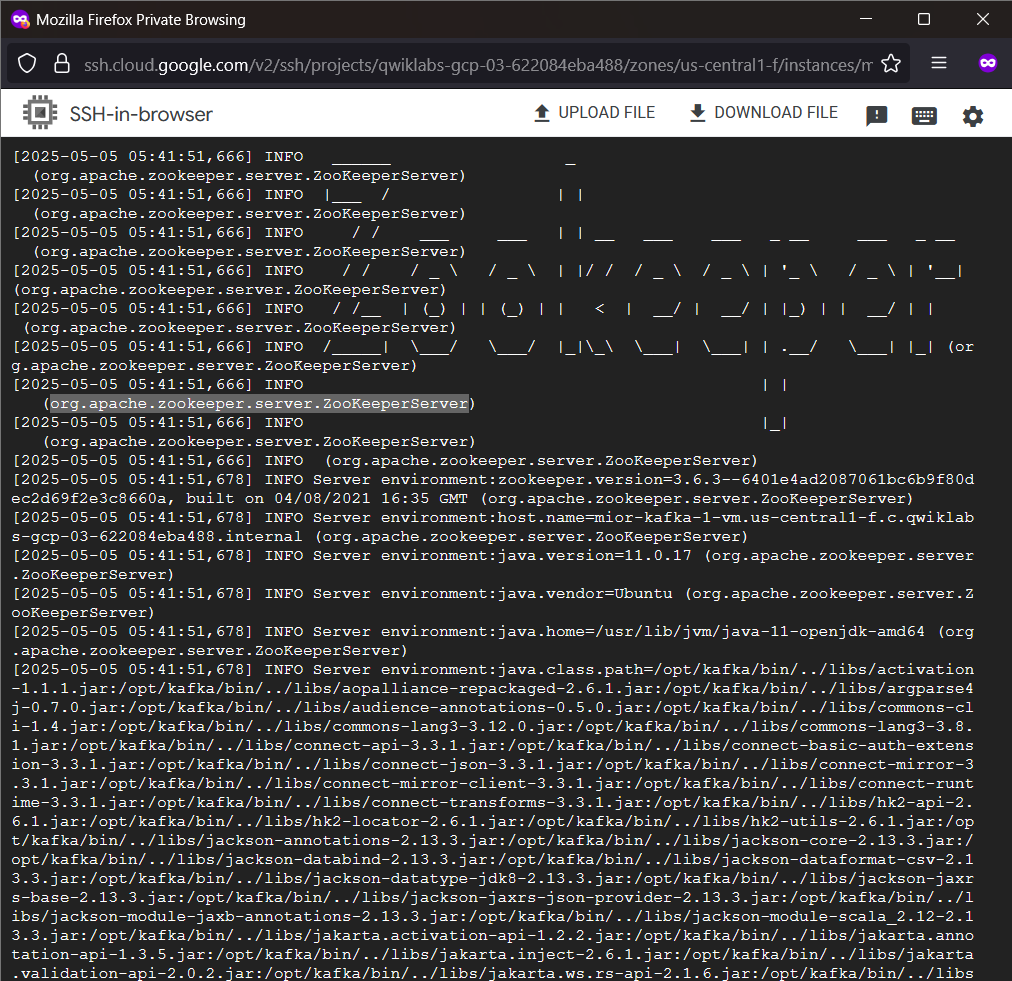 Mozilla Firefox Private Browsing
ssh.cloud.google.com/v2/ssh/projects/qwiklabs-gcp-03-622084eba488/zones/us-central1-f/instances/m
SSH-in-browser
UPLOAD FILE
DOWNLOAD FILE
[2025-05-05 05:41:51,666] INFO   ______                  _
  (org.apache.zookeeper.server.ZooKeeperServer)
[2025-05-05 05:41:51,666] INFO  |___  /                 | |
  (org.apache.zookeeper.server.ZooKeeperServer)
[2025-05-05 05:41:51,666] INFO     / /    ___     ___   | | __   ___    ___   _ __     ___   _ __
  (org.apache.zookeeper.server.ZooKeeperServer)
[2025-05-05 05:41:51,666] INFO    / /    / _ \   / _ \  | |/ /  / _ \  / _ \ | '_ \   / _ \ | '__|
(org.apache.zookeeper.server.ZooKeeperServer)
[2025-05-05 05:41:51,666] INFO   / /__  | (_) | | (_) | |   <  |  __/ |  __/ | |_) | |  __/ | |
 (org.apache.zookeeper.server.ZooKeeperServer)
[2025-05-05 05:41:51,666] INFO  /_____|  \___/   \___/  |_|\_\  \___|  \___| | .__/   \___| |_| (or
g.apache.zookeeper.server.ZooKeeperServer)
[2025-05-05 05:41:51,666] INFO                                               | |
   (org.apache.zookeeper.server.ZooKeeperServer)
[2025-05-05 05:41:51,666] INFO                                               |_|
   (org.apache.zookeeper.server.ZooKeeperServer)
[2025-05-05 05:41:51,666] INFO  (org.apache.zookeeper.server.ZooKeeperServer)
[2025-05-05 05:41:51,678] INFO Server environment:zookeeper.version=3.6.3--6401e4ad2087061bc6b9f80d
ec2d69f2e3c8660a, built on 04/08/2021 16:35 GMT (org.apache.zookeeper.server.ZooKeeperServer)
[2025-05-05 05:41:51,678] INFO Server environment:host.name=mior-kafka-1-vm.us-central1-f.c.qwiklab
s-gcp-03-622084eba488.internal (org.apache.zookeeper.server.ZooKeeperServer)
[2025-05-05 05:41:51,678] INFO Server environment:java.version=11.0.17 (org.apache.zookeeper.server
.ZooKeeperServer)
[2025-05-05 05:41:51,678] INFO Server environment:java.vendor=Ubuntu (org.apache.zookeeper.server.Z
ooKeeperServer)
[2025-05-05 05:41:51,678] INFO Server environment:java.home=/usr/lib/jvm/java-11-openjdk-amd64 (org
.apache.zookeeper.server.ZooKeeperServer)
[2025-05-05 05:41:51,678] INFO Server environment:java.class.path=/opt/kafka/bin/../libs/activation
-1.1.1.jar:/opt/kafka/bin/../libs/aopalliance-repackaged-2.6.1.jar:/opt/kafka/bin/../libs/argparse4
j-0.7.0.jar:/opt/kafka/bin/../libs/audience-annotations-0.5.0.jar:/opt/kafka/bin/../libs/commons-cl
i-1.4.jar:/opt/kafka/bin/../libs/commons-lang3-3.12.0.jar:/opt/kafka/bin/../libs/commons-lang3-3.8.
1.jar:/opt/kafka/bin/../libs/connect-api-3.3.1.jar:/opt/kafka/bin/../libs/connect-basic-auth-extens
ion-3.3.1.jar:/opt/kafka/bin/../libs/connect-json-3.3.1.jar:/opt/kafka/bin/../libs/connect-mirror-3
.3.1.jar:/opt/kafka/bin/../libs/connect-mirror-client-3.3.1.jar:/opt/kafka/bin/../libs/connect-runt
ime-3.3.1.jar:/opt/kafka/bin/../libs/connect-transforms-3.3.1.jar:/opt/kafka/bin/../libs/hk2-api-2.
6.1.jar:/opt/kafka/bin/../libs/hk2-locator-2.6.1.jar:/opt/kafka/bin/../libs/hk2-utils-2.6.1.jar:/op
t/kafka/bin/../libs/jackson-annotations-2.13.3.jar:/opt/kafka/bin/../libs/jackson-core-2.13.3.jar:/
opt/kafka/bin/../libs/jackson-databind-2.13.3.jar:/opt/kafka/bin/../libs/jackson-dataformat-csv-2.1
3.3.jar:/opt/kafka/bin/../libs/jackson-datatype-jdk8-2.13.3.jar:/opt/kafka/bin/../libs/jackson-jaxr
s-base-2.13.3.jar:/opt/kafka/bin/../libs/jackson-jaxrs-json-provider-2.13.3.jar:/opt/kafka/bin/../l
ibs/jackson-module-jaxb-annotations-2.13.3.jar:/opt/kafka/bin/../libs/jackson-module-scala_2.12-2.1
3.3.jar:/opt/kafka/bin/../libs/jakarta.activation-api-1.2.2.jar:/opt/kafka/bin/../libs/jakarta.anno
tation-api-1.3.5.jar:/opt/kafka/bin/../libs/jakarta.inject-2.6.1.jar:/opt/kafka/bin/../libs/jakarta
.validation-api-2.0.2.jar:/opt/kafka/bin/../libs/jakarta.ws.rs-api-2.1.6.jar:/opt/kafka/bin/../libs